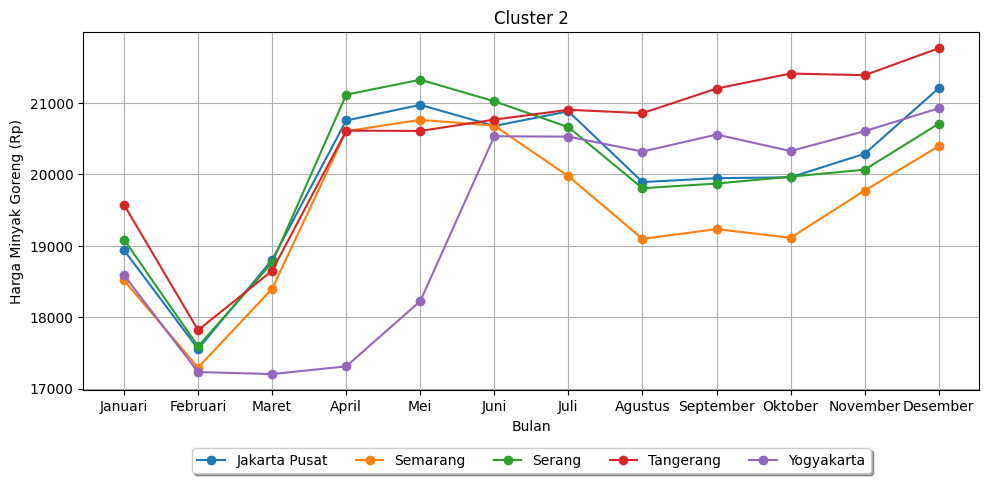 Cluster 2
Harga Minyak Goreng (Rp)
21000
20000
19000
18000
17000
Januari Februari Maret April Mei Juni Juli Agustus September Oktober November Desember
Bulan
Jakarta Pusat Semarang Serang Tangerang Yogyakarta